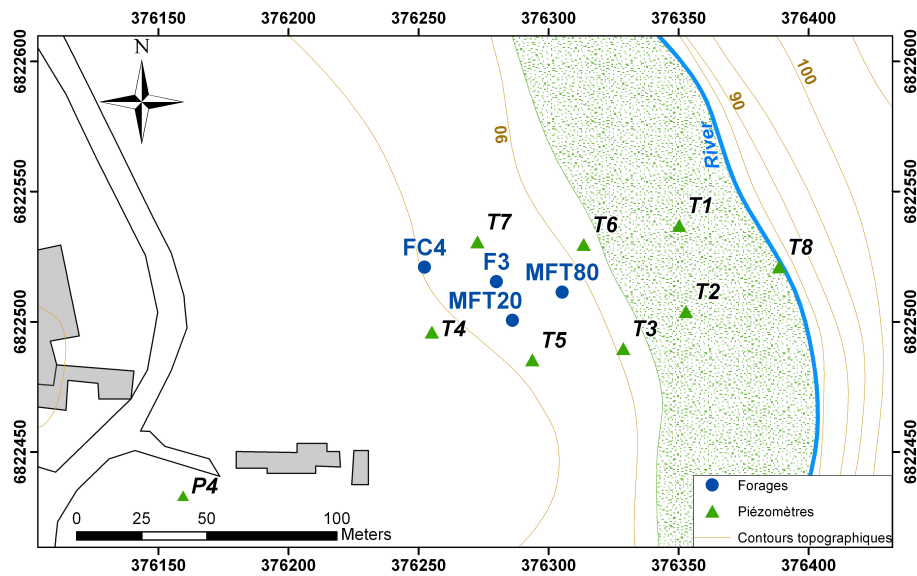 376150 376200 376250 376300 376350 376400
6822600 6822600
N
100
90
90
River
6822550 6822550
T1
T7
T6
FC4
T8
F3
MFT80
T2
MFT20
6822500 6822500
T4
T5
T3
6822450 6822450
P4
Forages
0 25 50 100
Piézomètres
Meters
Contours topographiques
376150 376200 376250 376300 376350 376400